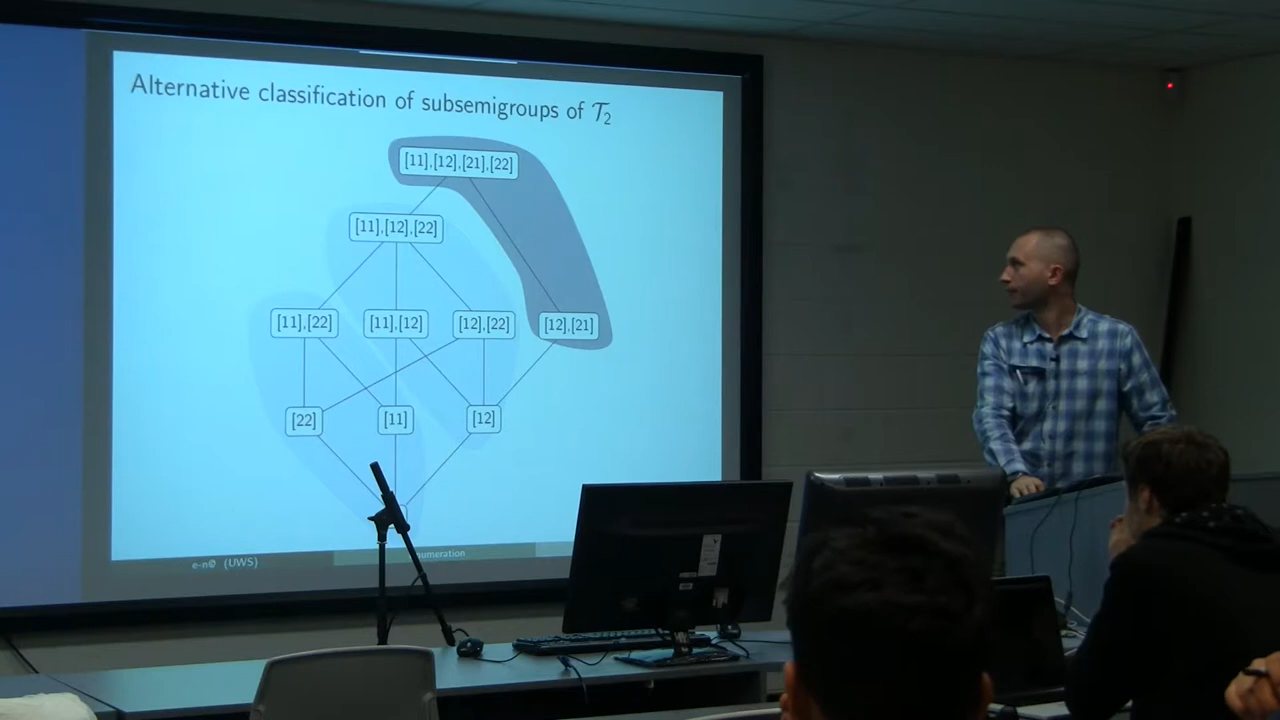 Alternative classification of subsemigroups of 𝒯₂
[11],[12],[21],[22]
[11],[12],[22]
[11],[22] [11],[12] [12],[22] [12],[21]
[22] [11] [12]
(UWS) numeration